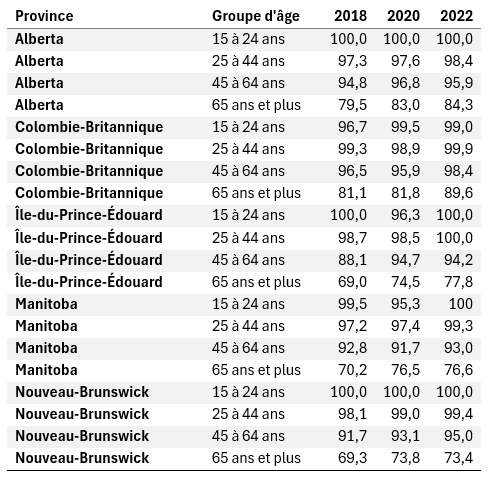 Province Groupe d'âge 2018 2020 2022
Alberta 15 à 24 ans 100,0 100,0 100,0
Alberta 25 à 44 ans 97,3 97,6 98,4
Alberta 45 à 64 ans 94,8 96,8 95,9
Alberta 65 ans et plus 79,5 83,0 84,3
Colombie-Britannique 15 à 24 ans 96,7 99,5 99,0
Colombie-Britannique 25 à 44 ans 99,3 98,9 99,9
Colombie-Britannique 45 à 64 ans 96,5 95,9 98,4
Colombie-Britannique 65 ans et plus 81,1 81,8 89,6
Île-du-Prince-Édouard 15 à 24 ans 100,0 96,3 100,0
Île-du-Prince-Édouard 25 à 44 ans 98,7 98,5 100,0
Île-du-Prince-Édouard 45 à 64 ans 88,1 94,7 94,2
Île-du-Prince-Édouard 65 ans et plus 69,0 74,5 77,8
Manitoba 15 à 24 ans 99,5 95,3 100
Manitoba 25 à 44 ans 97,2 97,4 99,3
Manitoba 45 à 64 ans 92,8 91,7 93,0
Manitoba 65 ans et plus 70,2 76,5 76,6
Nouveau-Brunswick 15 à 24 ans 100,0 100,0 100,0
Nouveau-Brunswick 25 à 44 ans 98,1 99,0 99,4
Nouveau-Brunswick 45 à 64 ans 91,7 93,1 95,0
Nouveau-Brunswick 65 ans et plus 69,3 73,8 73,4